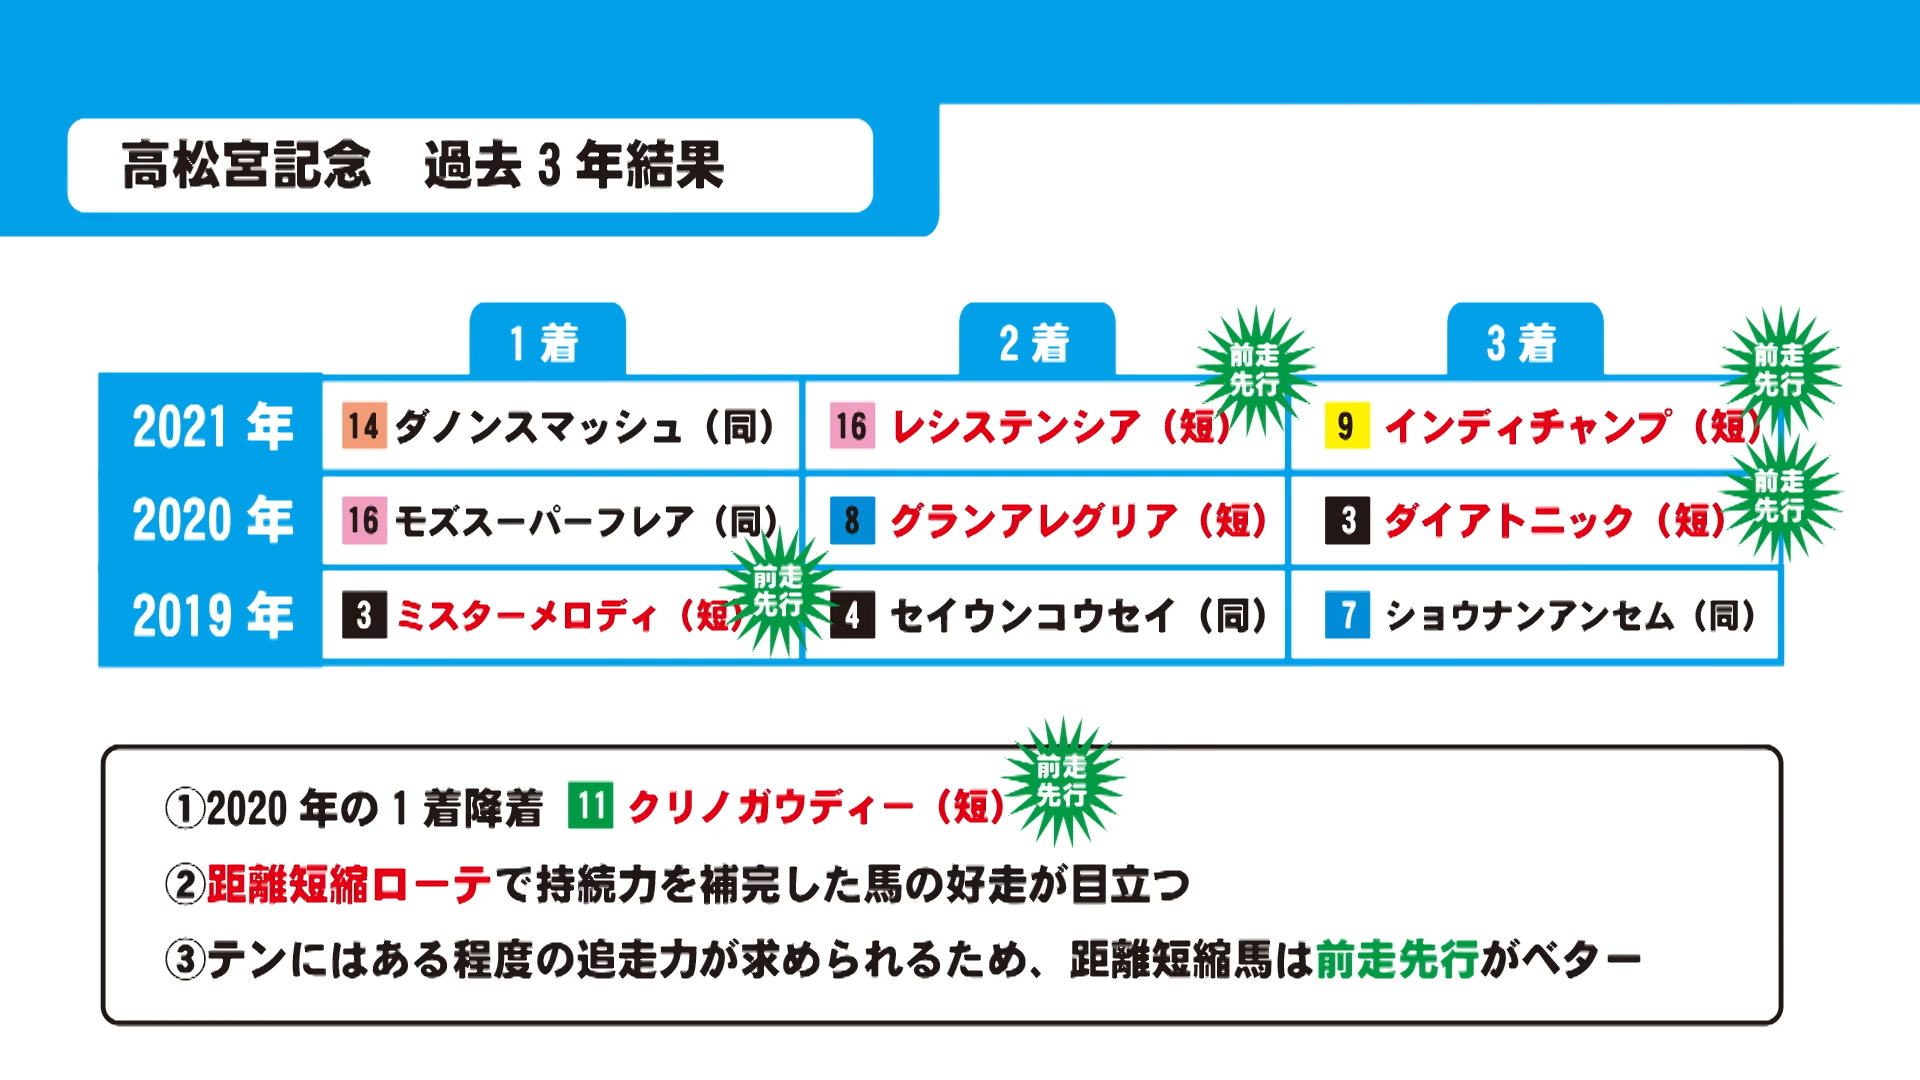 高松宮記念　過去3年結果
1着 2着 3着
前走先行 前走先行
2021年 14 ダノンスマッシュ（同） 16 レシステンシア（短） 9 インディチャンプ（短）
前走先行
2020年 16 モズスーパーフレア（同） 8 グランアレグリア（短） 3 ダイアトニック（短）
前走先行
2019年 3 ミスターメロディ（短） 4 セイウンコウセイ（同） 7 ショウナンアンセム（同）
前走先行
①2020年の1着降着 11 クリノガウディー（短）
②距離短縮ローテで持続力を補完した馬の好走が目立つ
③テンにはある程度の追走力が求められるため、距離短縮馬は前走先行がベター